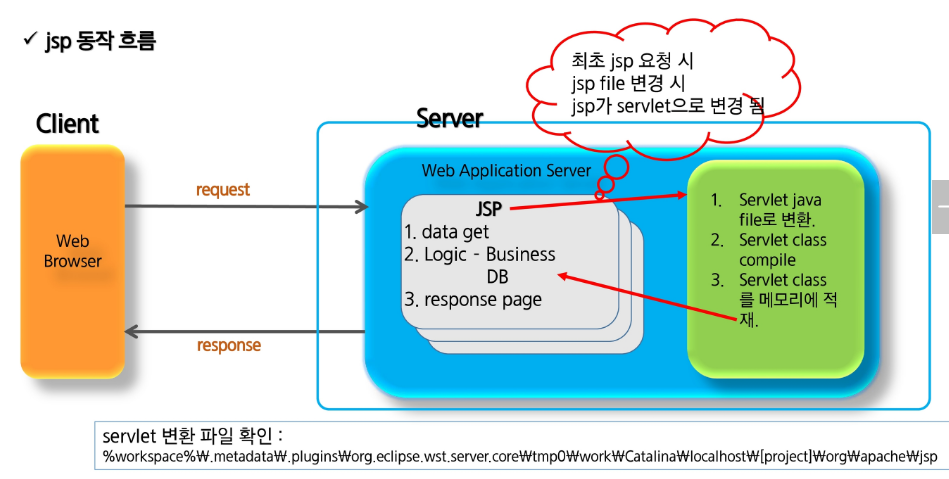 ✓ jsp 동작 흐름
최초 jsp 요청 시
jsp file 변경 시
jsp가 servlet으로 변경 됨
Client
Server
Web Application Server
request
Web
Browser
response
JSP
1. data get
2. Logic - Business
DB
3. response page
1. Servlet java
file로 변환.
2. Servlet class
compile
3. Servlet class
를 메모리에 적
재.
servlet 변환 파일 확인 :
%workspace%₩.metadata₩.plugins₩org.eclipse.wst.server.core₩tmp0₩work₩Catalina₩localhost₩[project]₩org₩apache₩jsp